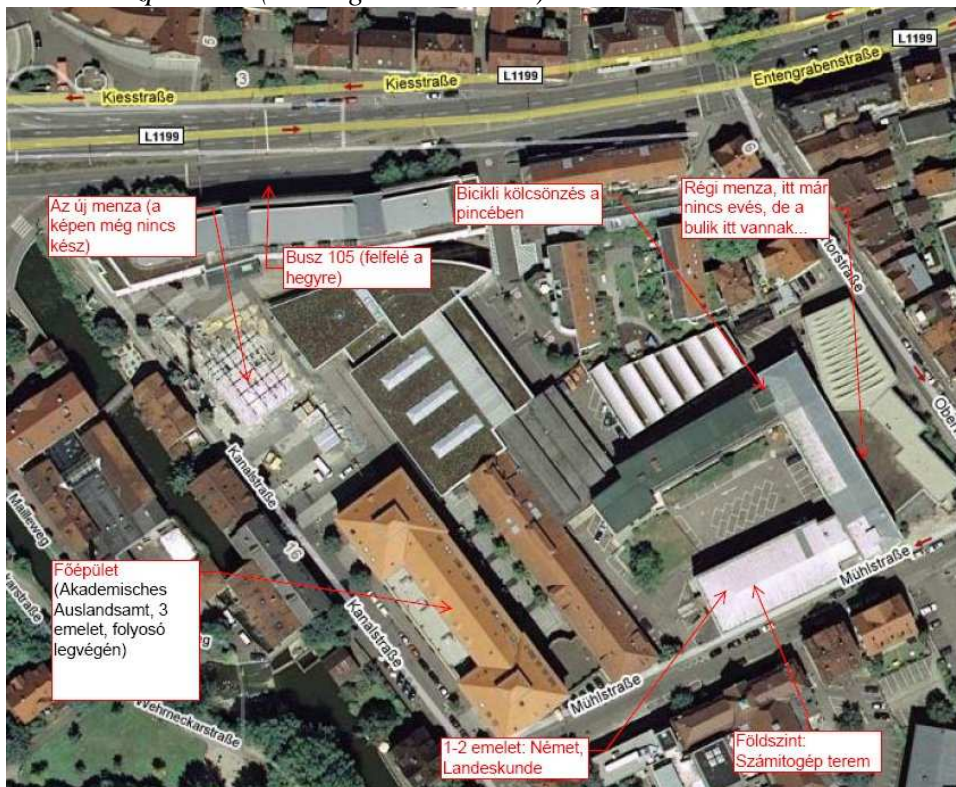 Kiesstraße
Kiesstraße
L1199
Entengrabenstraße
L1199
L1199
Az új menza (a
képen még nincs
kész)
Busz 105 (felfelé a
hegyre)
Bicikli kölcsönzés a
pincében
Régi menza, itt már
nincs evés, de a
bulik itt vannak...
Kanalstraße
Mailleweg
16
Főépület
(Akademisches
Auslandsamt, 3
emelet, folyosó
legvégén)
Kanalstraße
Mühlstraße
Mühlstraße
Wehrneckarstraße
1-2 emelet: Német,
Landeskunde
Földszint:
Számitogép terem